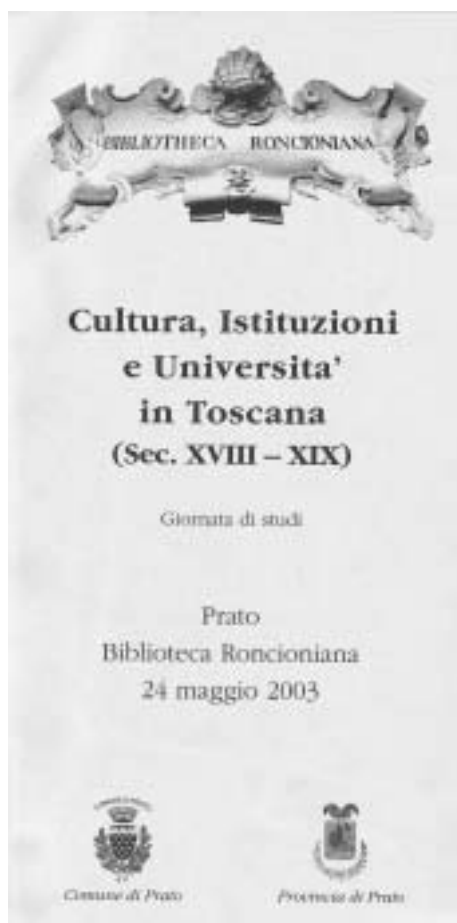 BIBLIOTHECA RONCIONIANA
Cultura, Istituzioni
e Universita'
in Toscana
(Sec. XVIII – XIX)
Giornata di studi
Prato
Biblioteca Roncioniana
24 maggio 2003
Comune di Prato
Provincia di Prato